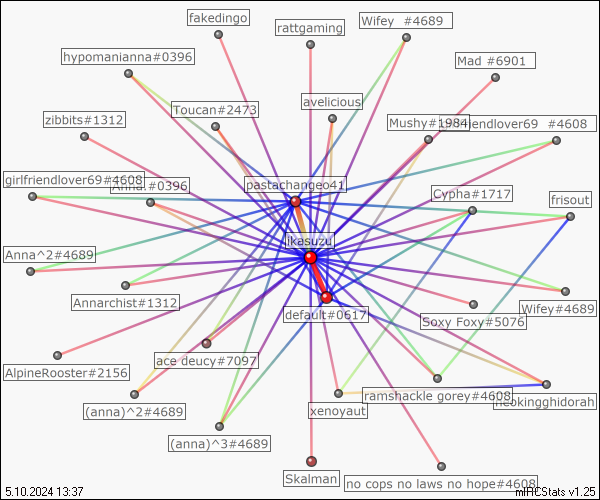 fakedingo
Wifey  #4689
rattgaming
hypomanianna#0396
Mad #6901
avelicious
Toucan#2473
zibbits#1312
Mushy#1984
endlover69  #4608
pastachangeo41
girlfriendlover69#4608
Anna.#0396
Cypha#1717
frisout
ikasuzu
Anna^2#4689
Annarchist#1312
Wifey#4689
default#0617
Soxy Foxy#5076
ace deucy#7097
AlpineRooster#2156
ramshackle gorey#4608
neokingghidorah
(anna)^2#4689
xenoyaut
(anna)^3#4689
Skalman
no cops no laws no hope#4608
5.10.2024 13:37
mIRCStats v1.25